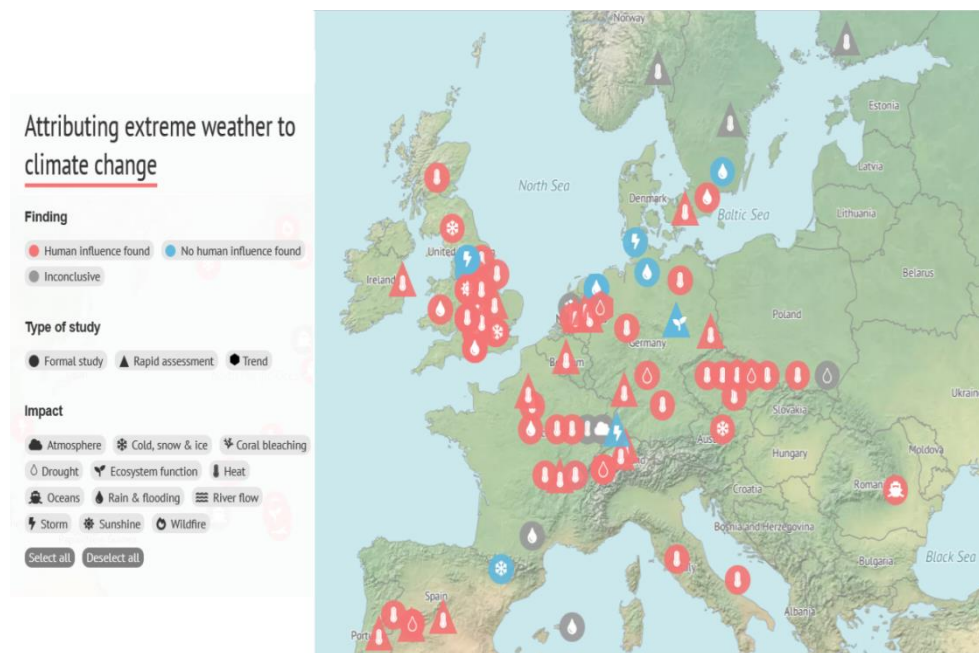 Attributing extreme weather to
climate change
Finding
Human influence found
No human influence found
Inconclusive
Type of study
Formal study
Rapid assessment
Trend
Impact
Atmosphere
Cold, snow & ice
Coral bleaching
Drought
Ecosystem function
Heat
Oceans
Rain & flooding
River flow
Storm
Sunshine
Wildfire
Select all
Deselect all
Norway
Estonia
Latvia
Lithuania
Belarus
North Sea
Denmark
Baltic Sea
Ireland
Poland
Germany
Ukraine
Slovakia
Moldova
Hungary
Croatia
Bosnia and Herzegovina
Bulgaria
Black Sea
Albania
Spain